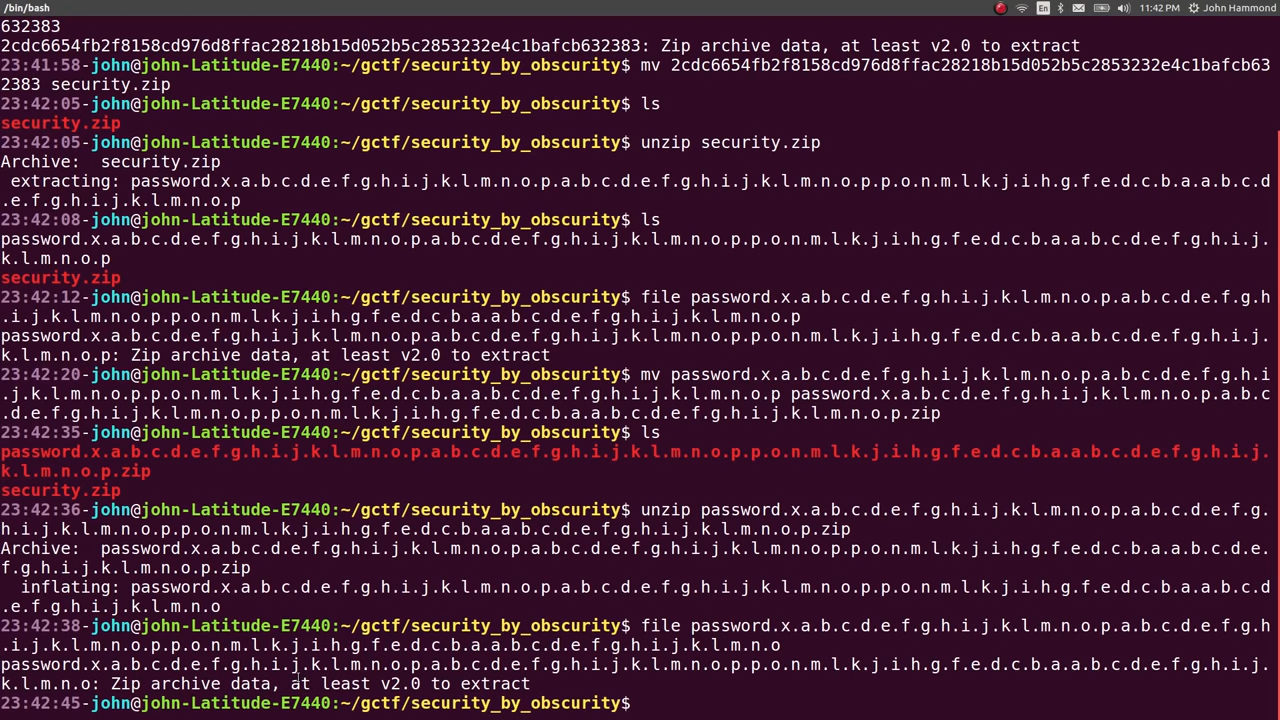 /bin/bash
En
11:42 PM
John Hammond
632383
2cdc6654fb2f8158cd976d8ffac28218b15d052b5c2853232e4c1bafcb632383: Zip archive data, at least v2.0 to extract
23:41:58-john@john-Latitude-E7440:~/gctf/security_by_obscurity$ mv 2cdc6654fb2f8158cd976d8ffac28218b15d052b5c2853232e4c1bafcb63
2383 security.zip
23:42:05-john@john-Latitude-E7440:~/gctf/security_by_obscurity$ ls
security.zip
23:42:05-john@john-Latitude-E7440:~/gctf/security_by_obscurity$ unzip security.zip
Archive:  security.zip
 extracting: password.x.a.b.c.d.e.f.g.h.i.j.k.l.m.n.o.p.a.b.c.d.e.f.g.h.i.j.k.l.m.n.o.p.p.o.n.m.l.k.j.i.h.g.f.e.d.c.b.a.a.b.c.d
.e.f.g.h.i.j.k.l.m.n.o.p
23:42:08-john@john-Latitude-E7440:~/gctf/security_by_obscurity$ ls
password.x.a.b.c.d.e.f.g.h.i.j.k.l.m.n.o.p.a.b.c.d.e.f.g.h.i.j.k.l.m.n.o.p.p.o.n.m.l.k.j.i.h.g.f.e.d.c.b.a.a.b.c.d.e.f.g.h.i.j.
k.l.m.n.o.p
security.zip
23:42:12-john@john-Latitude-E7440:~/gctf/security_by_obscurity$ file password.x.a.b.c.d.e.f.g.h.i.j.k.l.m.n.o.p.a.b.c.d.e.f.g.h
.i.j.k.l.m.n.o.p.p.o.n.m.l.k.j.i.h.g.f.e.d.c.b.a.a.b.c.d.e.f.g.h.i.j.k.l.m.n.o.p
password.x.a.b.c.d.e.f.g.h.i.j.k.l.m.n.o.p.a.b.c.d.e.f.g.h.i.j.k.l.m.n.o.p.p.o.n.m.l.k.j.i.h.g.f.e.d.c.b.a.a.b.c.d.e.f.g.h.i.j.
k.l.m.n.o.p: Zip archive data, at least v2.0 to extract
23:42:20-john@john-Latitude-E7440:~/gctf/security_by_obscurity$ mv password.x.a.b.c.d.e.f.g.h.i.j.k.l.m.n.o.p.a.b.c.d.e.f.g.h.i
.j.k.l.m.n.o.p.p.o.n.m.l.k.j.i.h.g.f.e.d.c.b.a.a.b.c.d.e.f.g.h.i.j.k.l.m.n.o.p password.x.a.b.c.d.e.f.g.h.i.j.k.l.m.n.o.p.a.b.c
.d.e.f.g.h.i.j.k.l.m.n.o.p.p.o.n.m.l.k.j.i.h.g.f.e.d.c.b.a.a.b.c.d.e.f.g.h.i.j.k.l.m.n.o.p.zip
23:42:35-john@john-Latitude-E7440:~/gctf/security_by_obscurity$ ls
password.x.a.b.c.d.e.f.g.h.i.j.k.l.m.n.o.p.a.b.c.d.e.f.g.h.i.j.k.l.m.n.o.p.p.o.n.m.l.k.j.i.h.g.f.e.d.c.b.a.a.b.c.d.e.f.g.h.i.j.
k.l.m.n.o.p.zip
security.zip
23:42:36-john@john-Latitude-E7440:~/gctf/security_by_obscurity$ unzip password.x.a.b.c.d.e.f.g.h.i.j.k.l.m.n.o.p.a.b.c.d.e.f.g.
h.i.j.k.l.m.n.o.p.p.o.n.m.l.k.j.i.h.g.f.e.d.c.b.a.a.b.c.d.e.f.g.h.i.j.k.l.m.n.o.p.zip
Archive:  password.x.a.b.c.d.e.f.g.h.i.j.k.l.m.n.o.p.a.b.c.d.e.f.g.h.i.j.k.l.m.n.o.p.p.o.n.m.l.k.j.i.h.g.f.e.d.c.b.a.a.b.c.d.e.
f.g.h.i.j.k.l.m.n.o.p.zip
  inflating: password.x.a.b.c.d.e.f.g.h.i.j.k.l.m.n.o.p.a.b.c.d.e.f.g.h.i.j.k.l.m.n.o.p.p.o.n.m.l.k.j.i.h.g.f.e.d.c.b.a.a.b.c.d
.e.f.g.h.i.j.k.l.m.n.o
23:42:38-john@john-Latitude-E7440:~/gctf/security_by_obscurity$ file password.x.a.b.c.d.e.f.g.h.i.j.k.l.m.n.o.p.a.b.c.d.e.f.g.h
.i.j.k.l.m.n.o.p.p.o.n.m.l.k.j.i.h.g.f.e.d.c.b.a.a.b.c.d.e.f.g.h.i.j.k.l.m.n.o
password.x.a.b.c.d.e.f.g.h.i.j.k.l.m.n.o.p.a.b.c.d.e.f.g.h.i.j.k.l.m.n.o.p.p.o.n.m.l.k.j.i.h.g.f.e.d.c.b.a.a.b.c.d.e.f.g.h.i.j.
k.l.m.n.o: Zip archive data, at least v2.0 to extract
23:42:45-john@john-Latitude-E7440:~/gctf/security_by_obscurity$